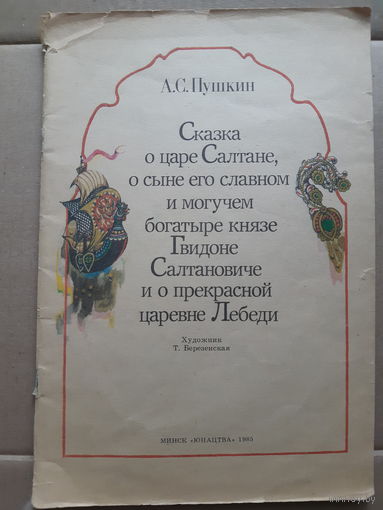 А.С.Пушкин
Сказка
о царе Салтане,
о сыне его славном
и могучем
богатыре князе
Гвидоне
Салтановиче
и о прекрасной
царевне Лебеди
Художник
Т. Березенская
МИНСК «ЮНАЦТВА» 1985